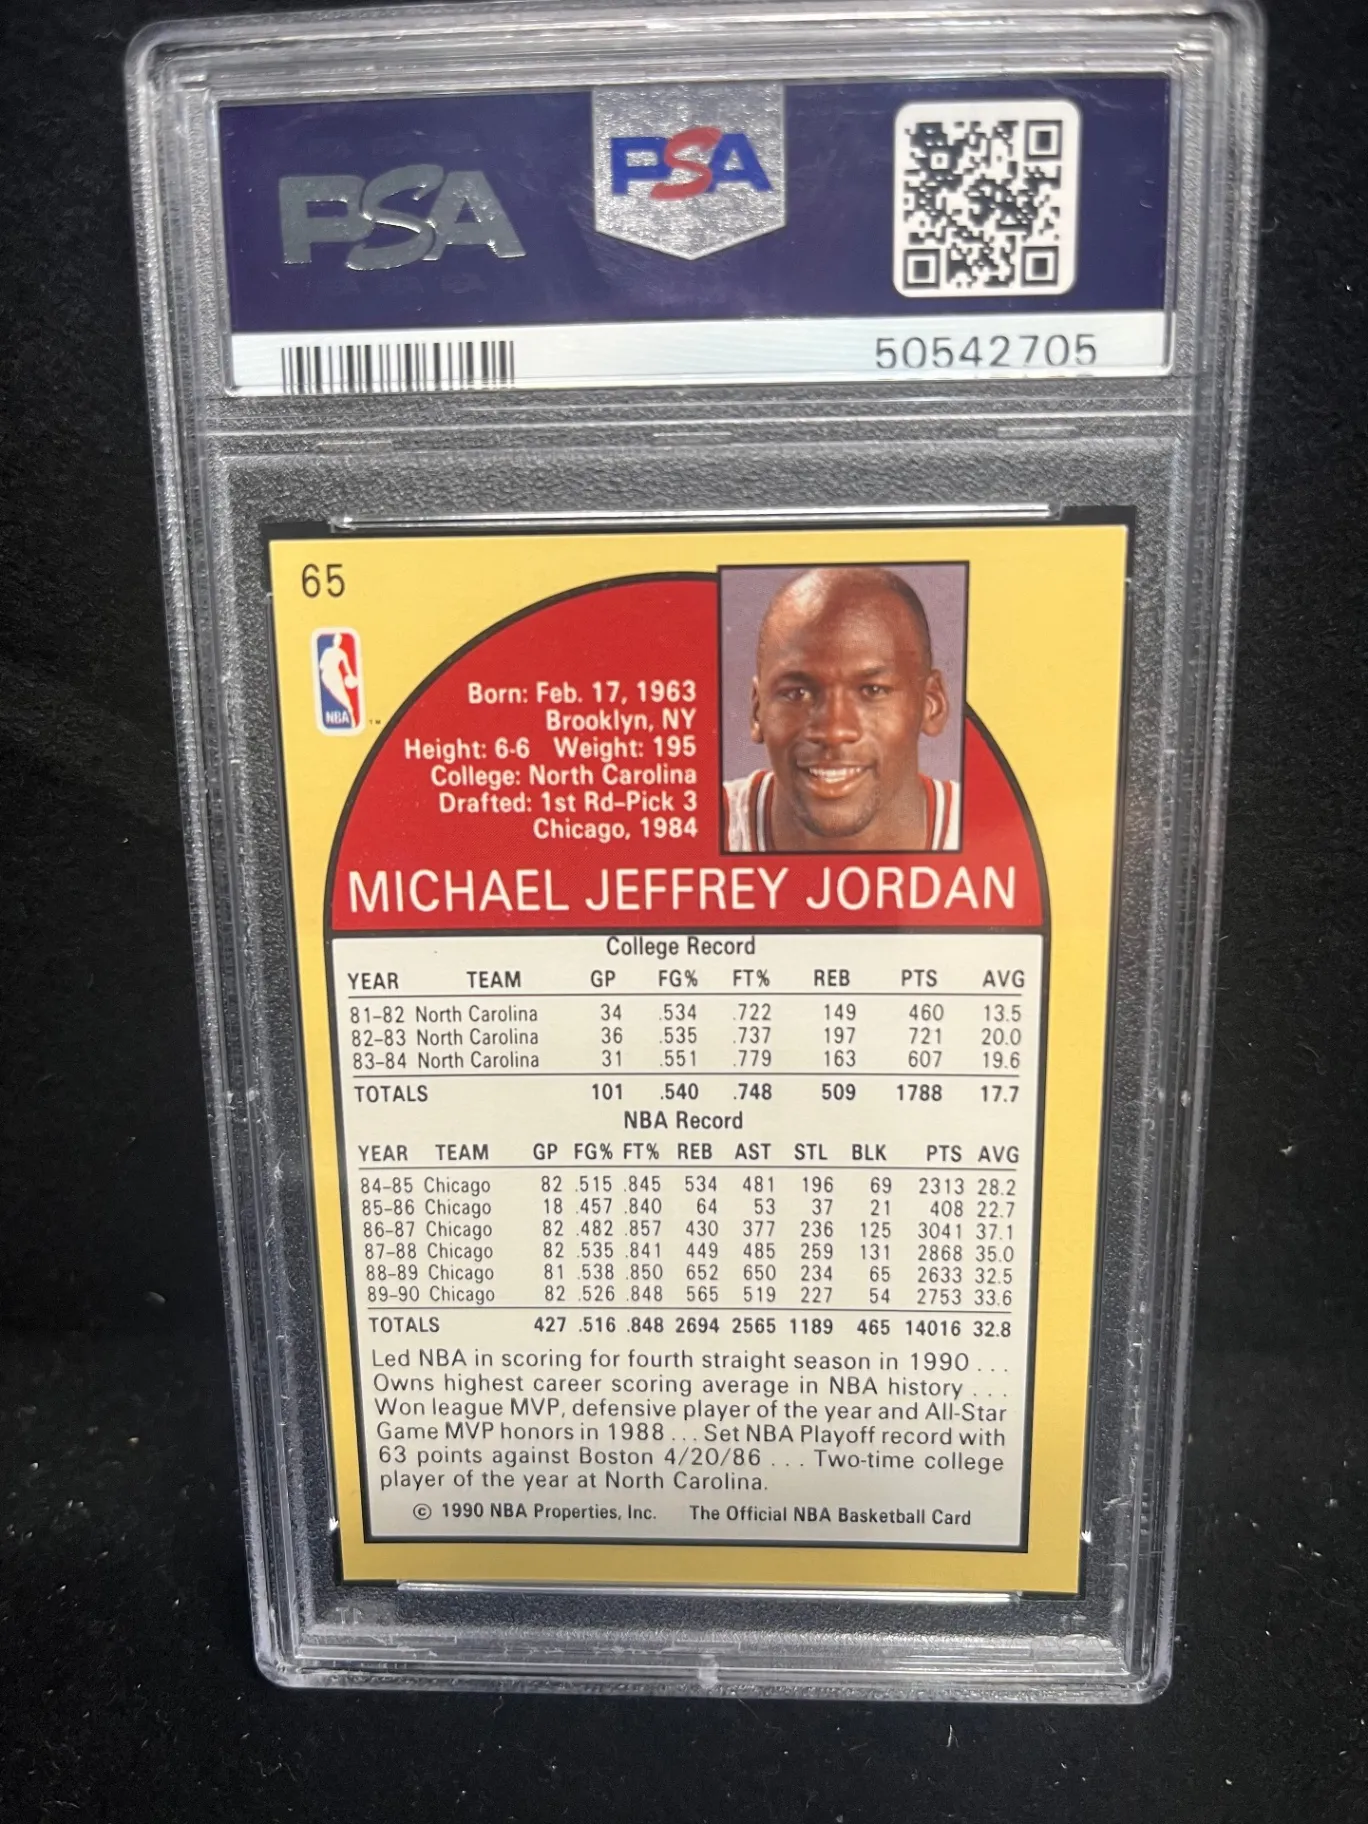 PSA
PSA
50542705
65
NBA
TM
Born: Feb. 17, 1963
Brooklyn, NY
Height: 6-6 Weight: 195
College: North Carolina
Drafted: 1st Rd–Pick 3
Chicago, 1984
MICHAEL JEFFREY JORDAN
College Record
YEAR TEAM GP FG% FT% REB PTS AVG
81–82 North Carolina 34 .534 .722 149 460 13.5
82–83 North Carolina 36 .535 .737 197 721 20.0
83–84 North Carolina 31 .551 .779 163 607 19.6
TOTALS 101 .540 .748 509 1788 17.7
NBA Record
YEAR TEAM GP FG% FT% REB AST STL BLK PTS AVG
84–85 Chicago 82 .515 .845 534 481 196 69 2313 28.2
85–86 Chicago 18 .457 .840 64 53 37 21 408 22.7
86–87 Chicago 82 .482 .857 430 377 236 125 3041 37.1
87–88 Chicago 82 .535 .841 449 485 259 131 2868 35.0
88–89 Chicago 81 .538 .850 652 650 234 65 2633 32.5
89–90 Chicago 82 .526 .848 565 519 227 54 2753 33.6
TOTALS 427 .516 .848 2694 2565 1189 465 14016 32.8
Led NBA in scoring for fourth straight season in 1990 . . .
Owns highest career scoring average in NBA history . . .
Won league MVP, defensive player of the year and All-Star
Game MVP honors in 1988 . . . Set NBA Playoff record with
63 points against Boston 4/20/86 . . . Two-time college
player of the year at North Carolina.
© 1990 NBA Properties, Inc. The Official NBA Basketball Card